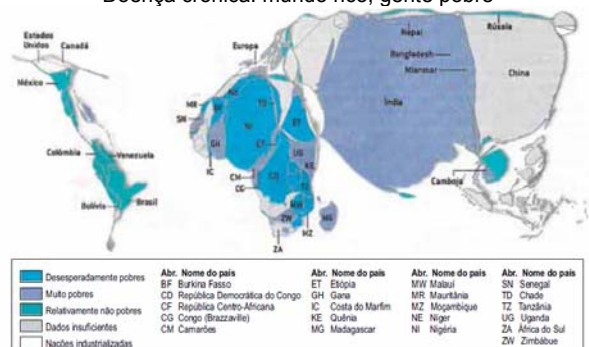 Doença crônica: mundo rico, gente pobre
Estados
Unidos
Canadá
México
Colômbia
Venezuela
Bolívia
Brasil
Europa
Nepal
Rússia
Bangladesh
Mianmar
China
Índia
Camboja
MR
SN
BF
NE
TD
NI
ET
GH
IC
CF
UG
KE
CM
CG
CD
TZ
MW
ZW
MZ
MG
ZA
Desesperadamente pobres
Muito pobres
Relativamente não pobres
Dados insuficientes
Nações industrializadas
Abr. Nome do país
BF Burkina Fasso
CD República Democrática do Congo
CF República Centro-Africana
CG Congo (Brazzaville)
CM Camarões
Abr. Nome do país
ET Etiópia
GH Gana
IC Costa do Marfim
KE Quênia
MG Madagascar
Abr. Nome do país
MW Malauí
MR Mauritânia
MZ Moçambique
NE Niger
NI Nigéria
Abr. Nome do país
SN Senegal
TD Chade
TZ Tanzânia
UG Uganda
ZA África do Sul
ZW Zimbábue